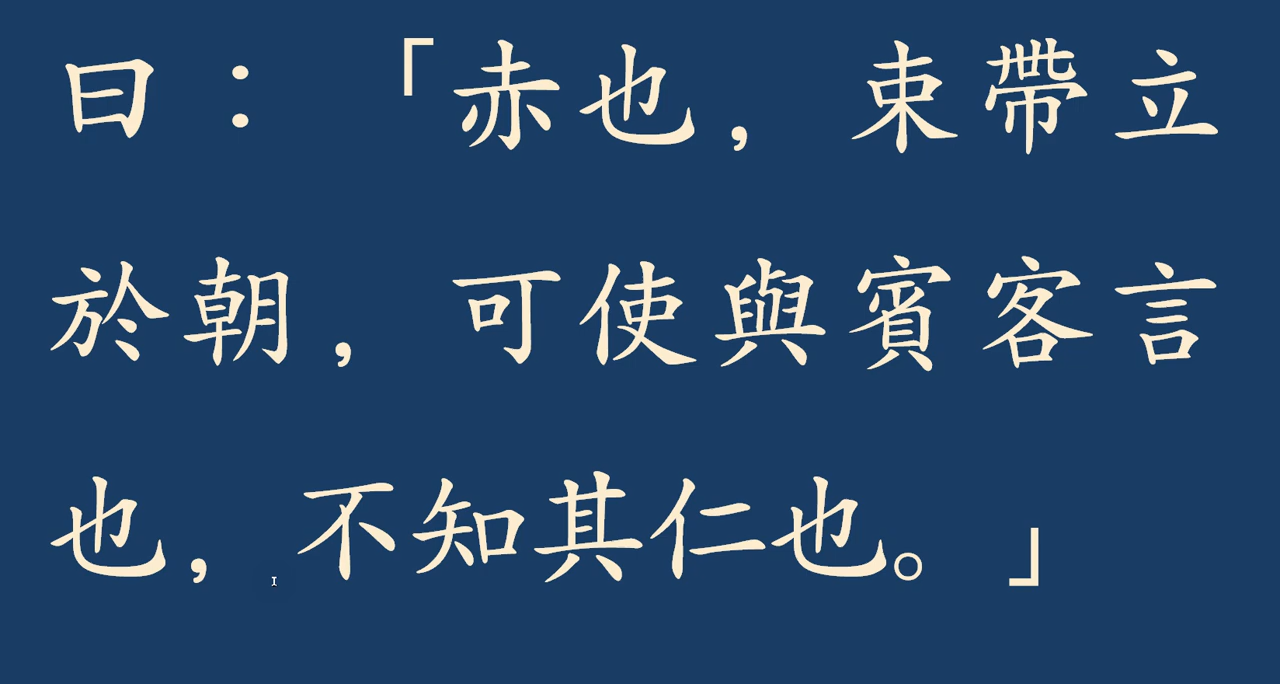 曰：「赤也，束帶立
於朝，可使與賓客言
也，不知其仁也。」